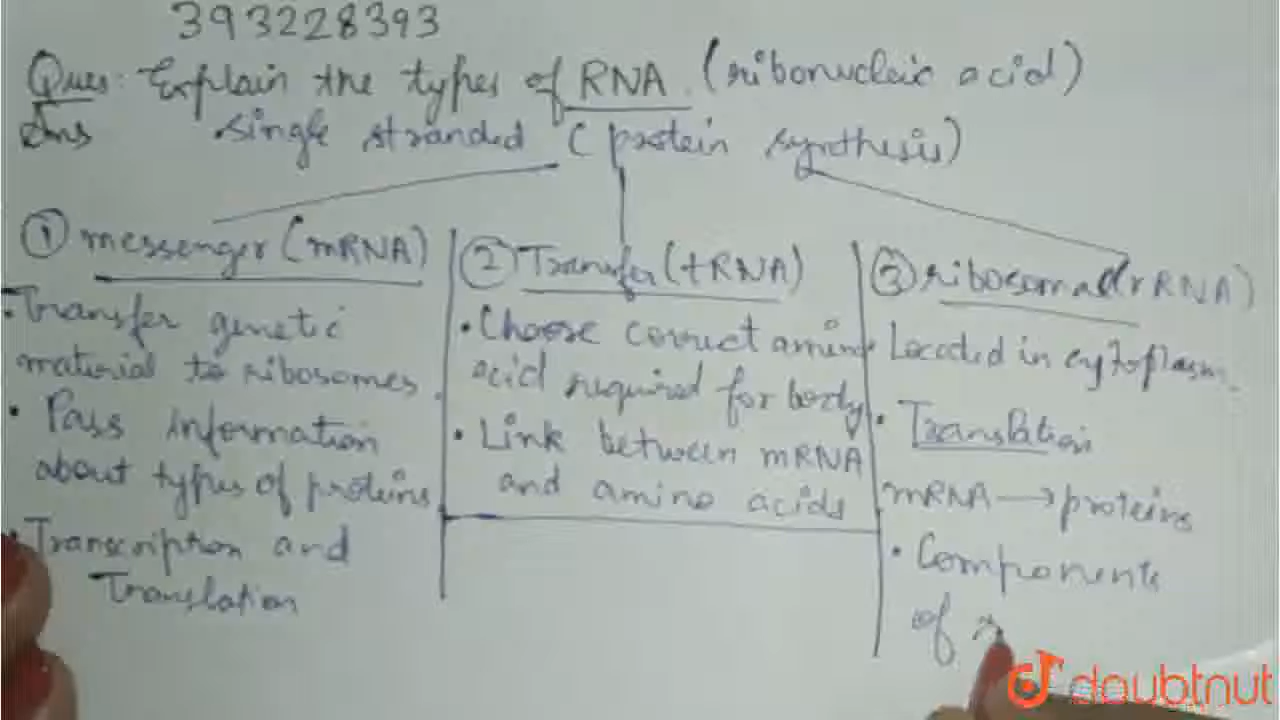 393228393
Ques: Explain the types of RNA. (ribonucleic acid)
Ans single stranded (protein synthesis)
① messenger (mRNA)
• Transfer genetic
material to ribosomes
• Pass information
about types of proteins
• Transcription and
Translation
② Transfer (tRNA)
• Choose correct amino
acid required for body
• Link between mRNA
and amino acids
③ ribosomal (rRNA)
• Located in cytoplasm.
• Translation
mRNA → proteins
• Components
of
doubtnut